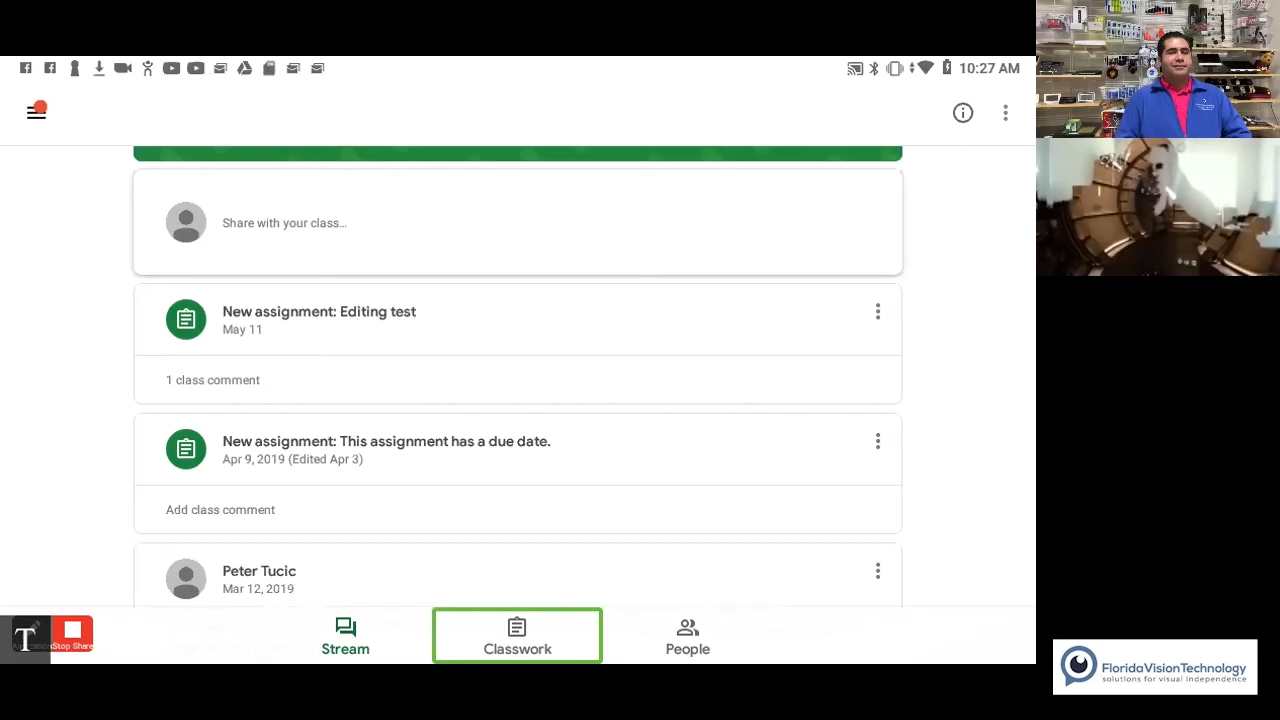 10:27 AM
Share with your class...
New assignment: Editing test
May 11
1 class comment
New assignment: This assignment has a due date.
Apr 9, 2019 (Edited Apr 3)
Add class comment
Peter Tucic
Mar 12, 2019
T
Stop Share
Stream
Classwork
People
FloridaVisionTechnology
solutions for visual independence